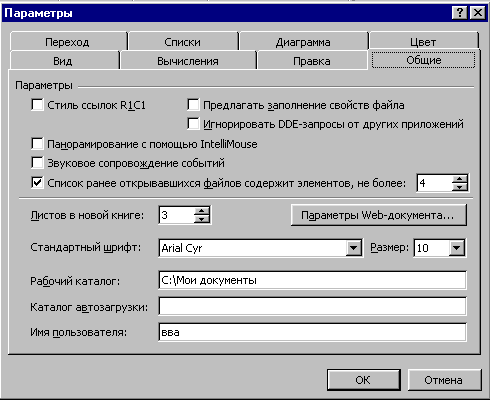 Параметры
Переход Списки Диаграмма Цвет
Вид Вычисления Правка Общие
Параметры
Стиль ссылок R1C1 Предлагать заполнение свойств файла
Игнорировать DDE-запросы от других приложений
Панорамирование с помощью IntelliMouse
Звуковое сопровождение событий
Список ранее открывавшихся файлов содержит элементов, не более: 4
Листов в новой книге: 3 Параметры Web-документа...
Стандартный шрифт: Arial Cyr Размер: 10
Рабочий каталог: C:\Мои документы
Каталог автозагрузки:
Имя пользователя: вва
ОК Отмена